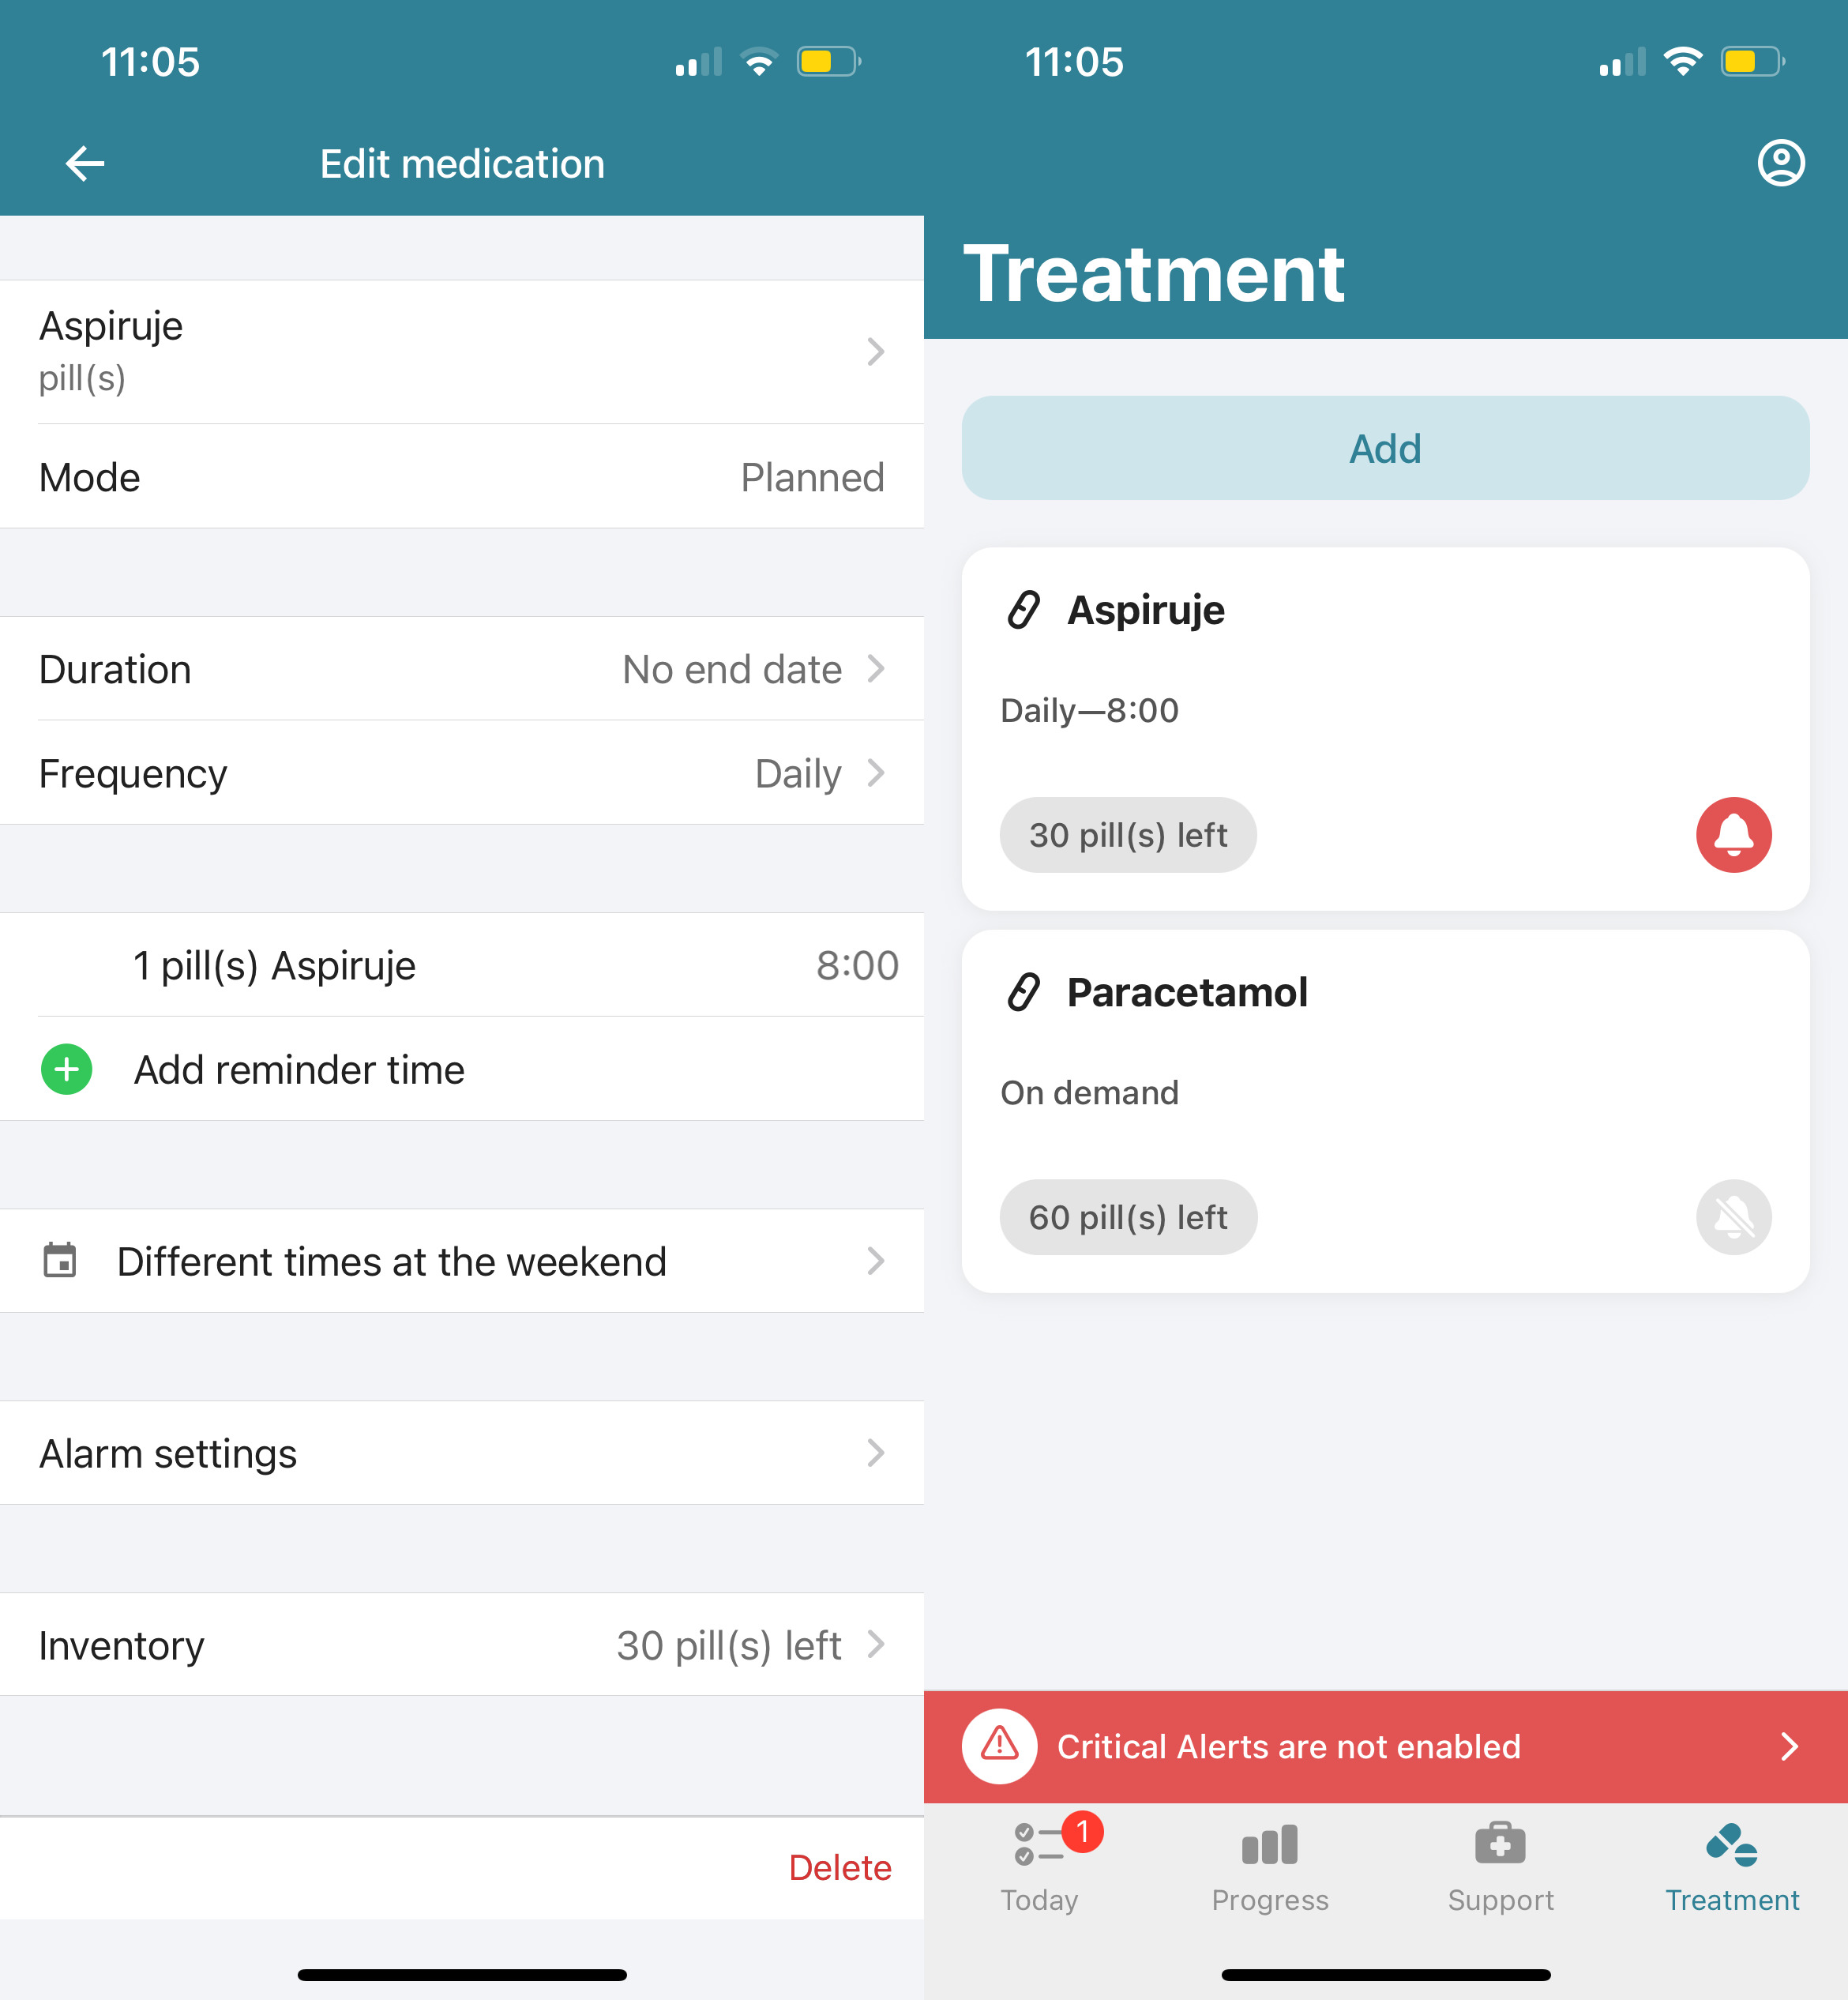 11:05
Edit medication
Aspiruje
pill(s)
Mode Planned
Duration No end date
Frequency Daily
1 pill(s) Aspiruje 8:00
Add reminder time
Different times at the weekend
Alarm settings
Inventory 30 pill(s) left
Delete
11:05
Treatment
Add
Aspiruje
Daily—8:00
30 pill(s) left
Paracetamol
On demand
60 pill(s) left
Critical Alerts are not enabled
1
Today Progress Support Treatment